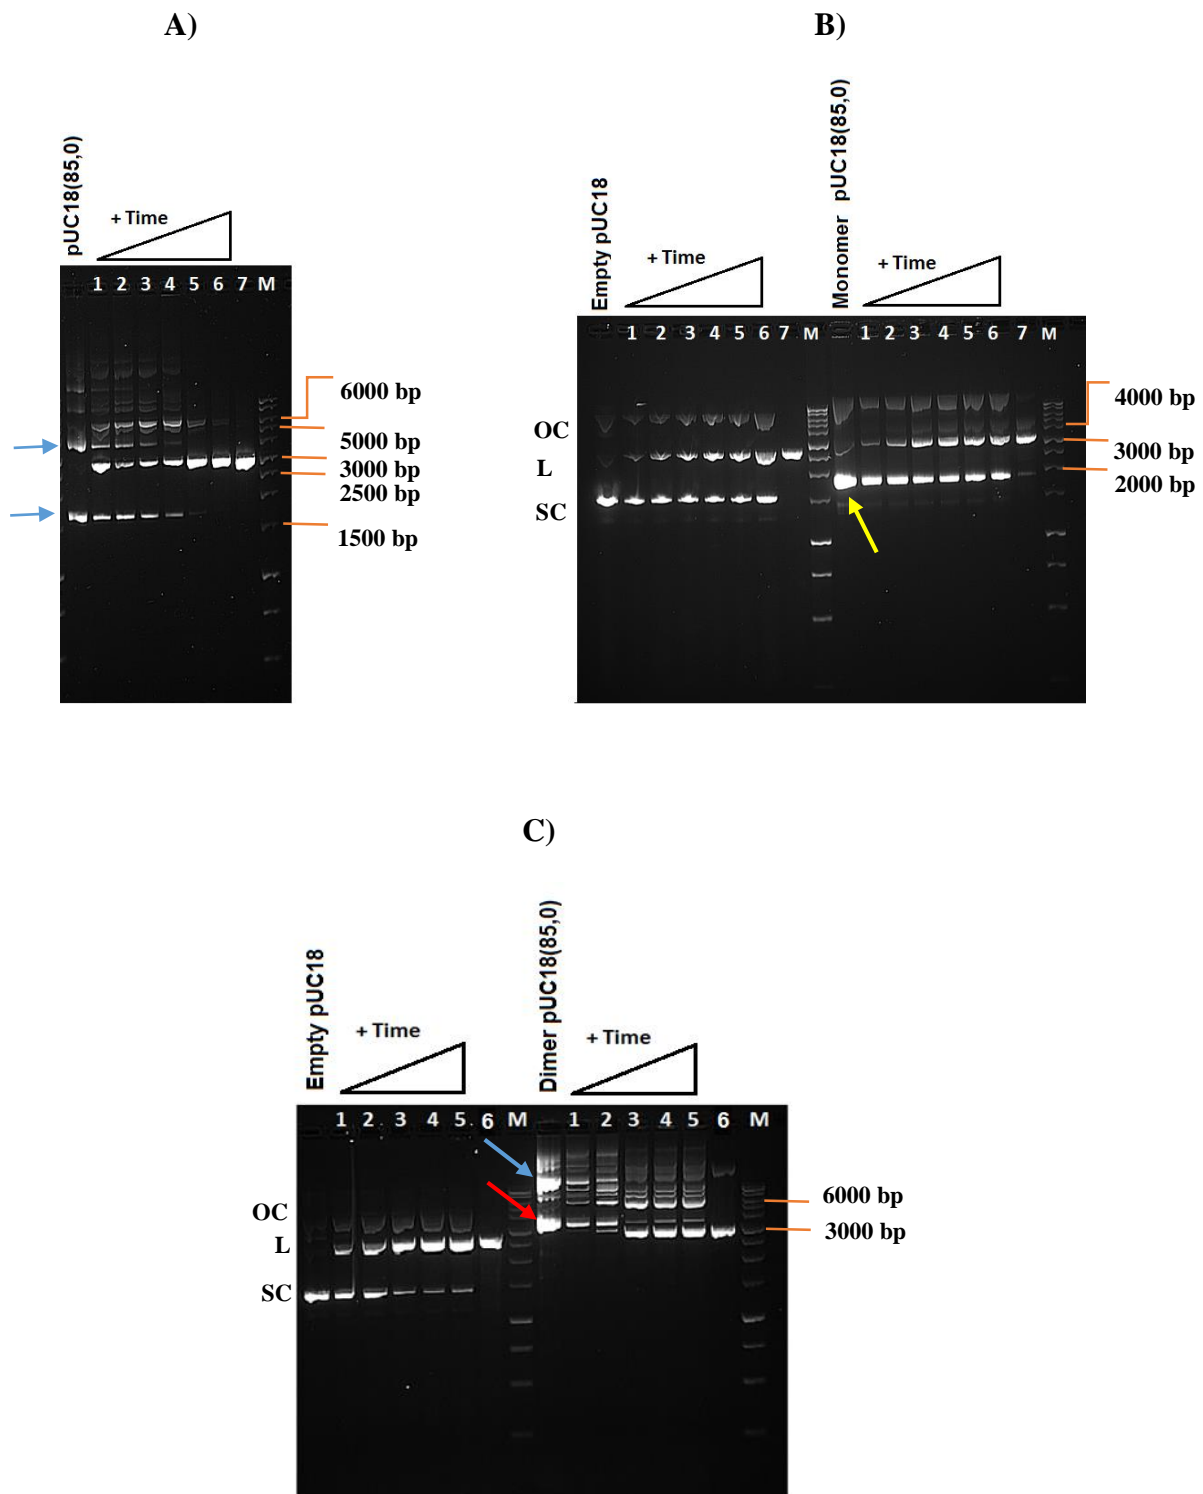 A)
pUC18(85,0)
+ Time
1 2 3 4 5 6 7 M
6000 bp
5000 bp
3000 bp
2500 bp
1500 bp
B)
Empty pUC18
+ Time
Monomer pUC18(85,0)
+ Time
1 2 3 4 5 6 7 M 1 2 3 4 5 6 7 M
OC
L
SC
4000 bp
3000 bp
2000 bp
C)
Empty pUC18
+ Time
Dimer pUC18(85,0)
+ Time
1 2 3 4 5 6 M 1 2 3 4 5 6 M
OC
L
SC
6000 bp
3000 bp